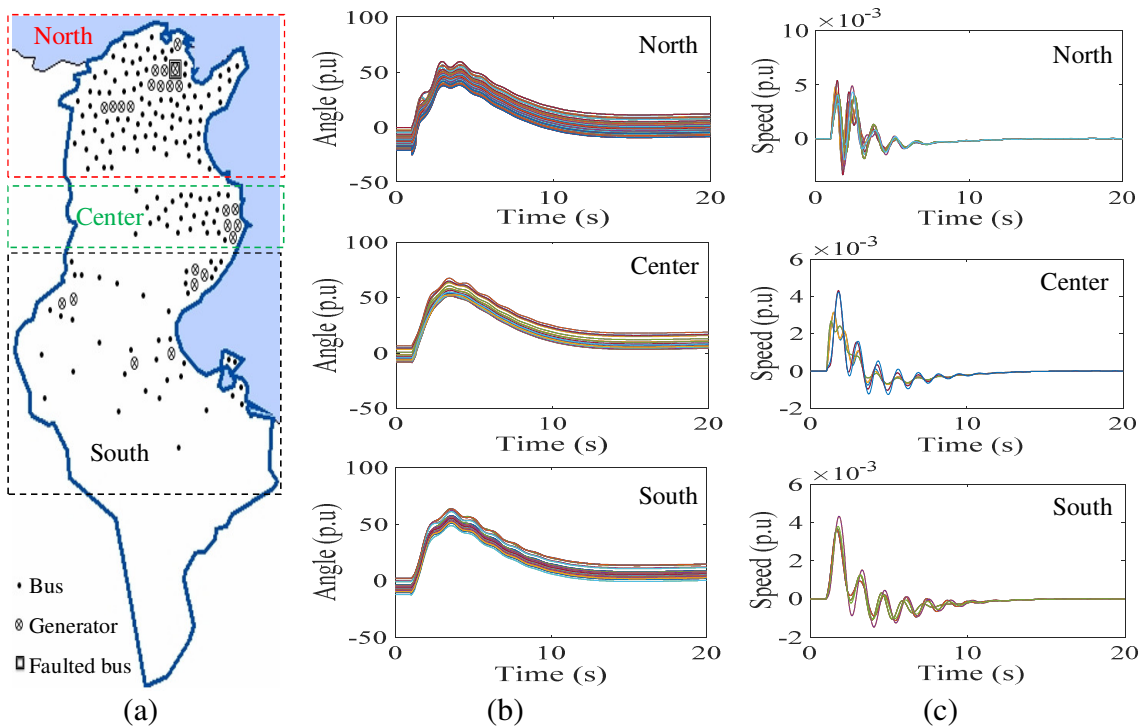 North
Center
South
Bus
Generator
Faulted bus
(a)
100
50
0
-50
Angle (p.u)
North
0
10
20
Time (s)
100
50
0
-50
Angle (p.u)
Center
0
10
20
Time (s)
100
50
0
-50
Angle (p.u)
South
0
10
20
Time (s)
(b)
×10⁻³
10
5
0
Speed (p.u)
North
0
10
20
Time (s)
×10⁻³
6
4
2
0
-2
Speed (p.u)
Center
0
10
20
Time (s)
×10⁻³
6
4
2
0
-2
Speed (p.u)
South
0
10
20
Time (s)
(c)